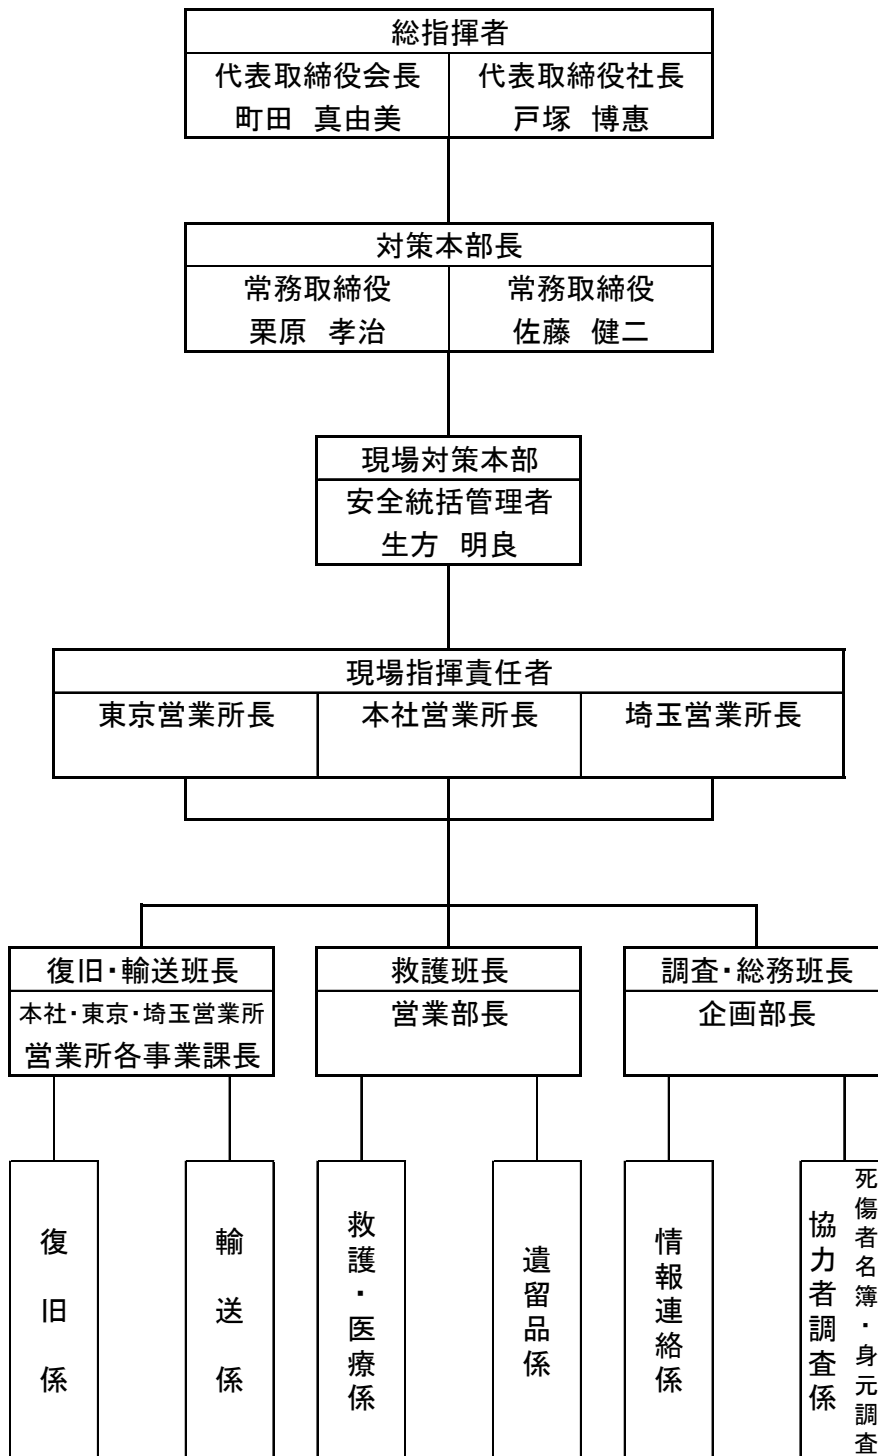 総指揮者
代表取締役会長
町田　真由美
代表取締役社長
戸塚　博惠
対策本部長
常務取締役
栗原　孝治
常務取締役
佐藤　健二
現場対策本部
安全統括管理者
生方　明良
現場指揮責任者
東京営業所長
本社営業所長
埼玉営業所長
復旧・輸送班長
本社・東京・埼玉営業所
営業所各事業課長
救護班長
営業部長
調査・総務班長
企画部長
復旧係
輸送係
救護・医療係
遺留品係
情報連絡係
死傷者名簿・身元調査
協力者調査係